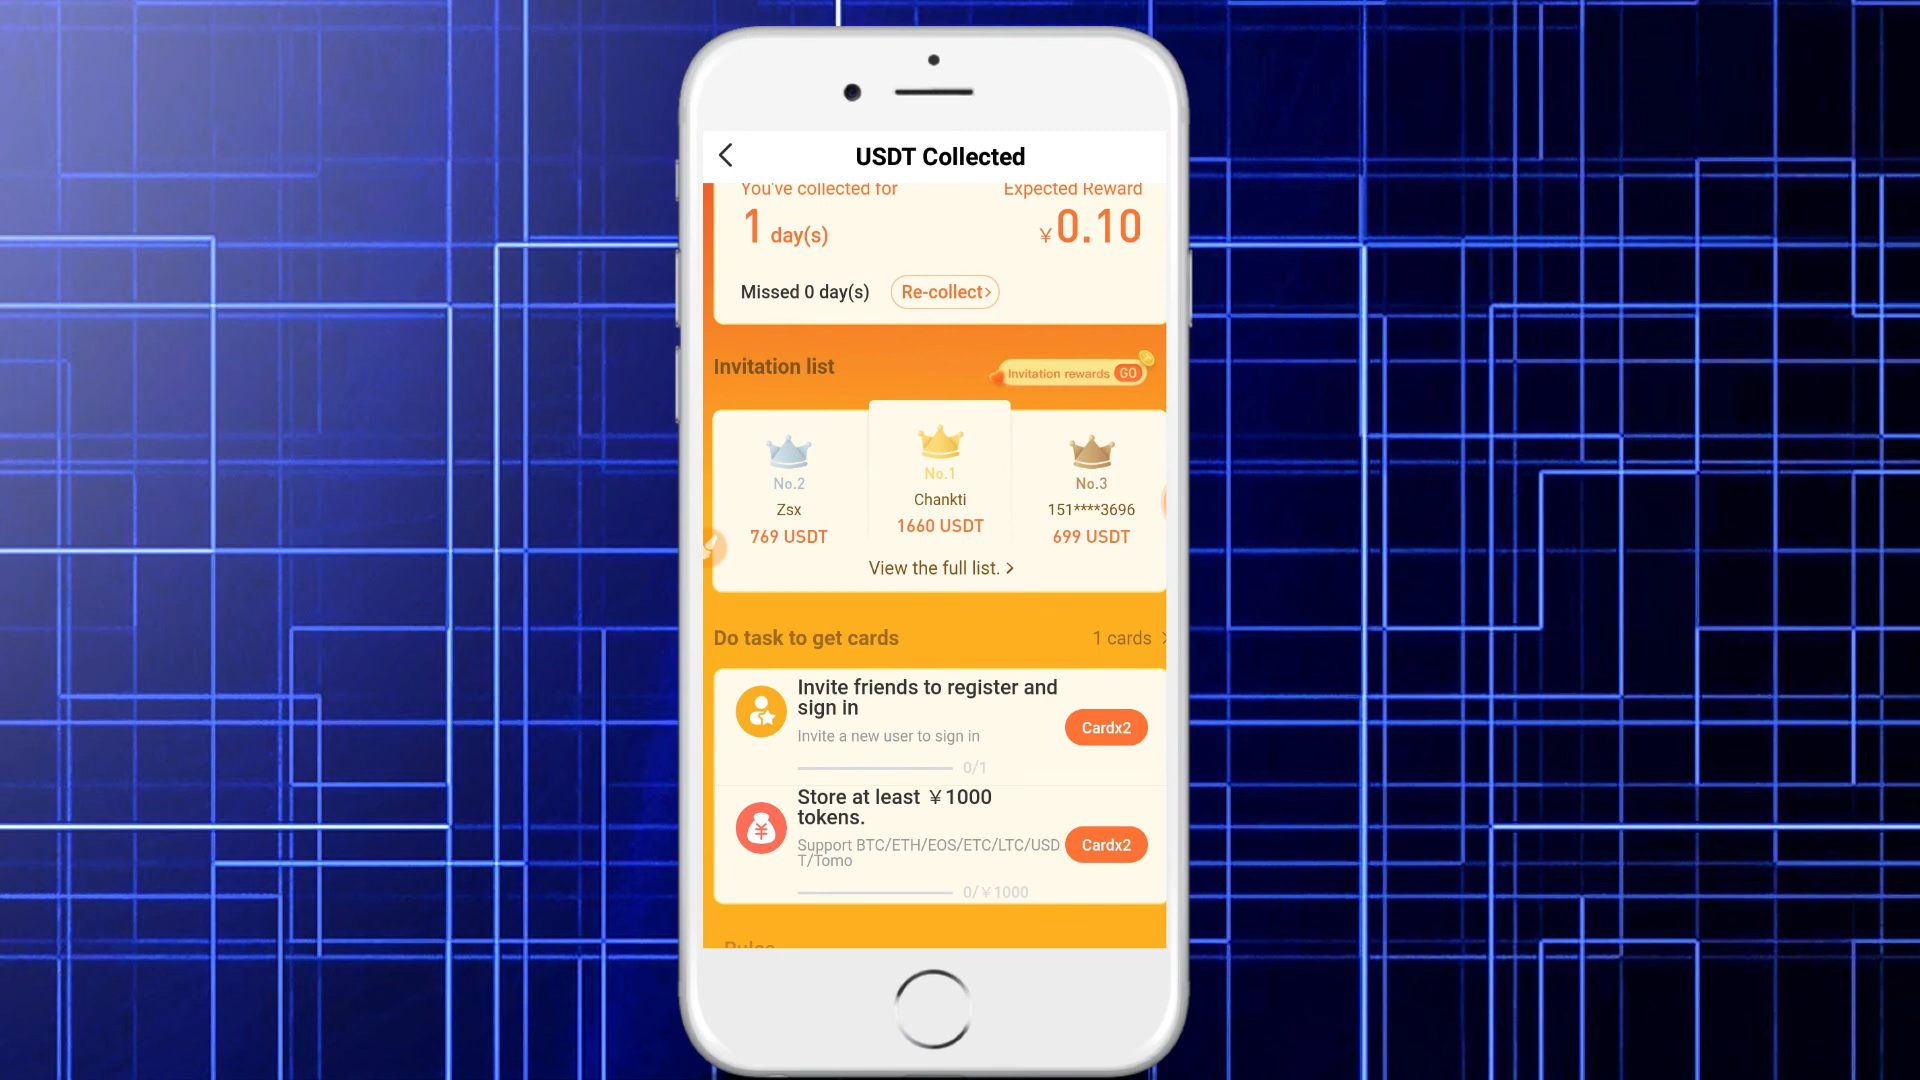 USDT Collected
You've collected for
Expected Reward
1 day(s)
¥0.10
Missed 0 day(s)
Re-collect›
Invitation list
Invitation rewards GO
No.2
Zsx
769 USDT
No.1
Chankti
1660 USDT
No.3
151****3696
699 USDT
View the full list. >
Do task to get cards
1 cards >
Invite friends to register and
sign in
Invite a new user to sign in
0/1
Cardx2
Store at least ¥1000
tokens.
Support BTC/ETH/EOS/ETC/LTC/USD
T/Tomo
0/¥1000
Cardx2
Rules